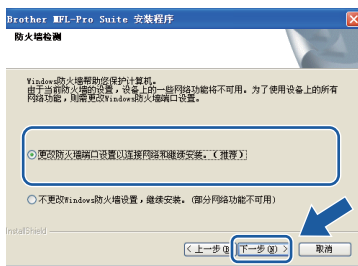 Brother MFL-Pro Suite 安装程序
防火墙检测
Windows防火墙帮助您保护计算机。
由于当前防火墙的设置，设备上的一些网络功能将不可用。为了使用设备上的所有
网络功能，则需更改Windows防火墙端口设置。
更改防火墙端口设置以连接网络和继续安装。(推荐)
不更改Windows防火墙设置，继续安装。(部分网络功能不可用)
InstallShield
<上一步(B) 下一步(N)> 取消